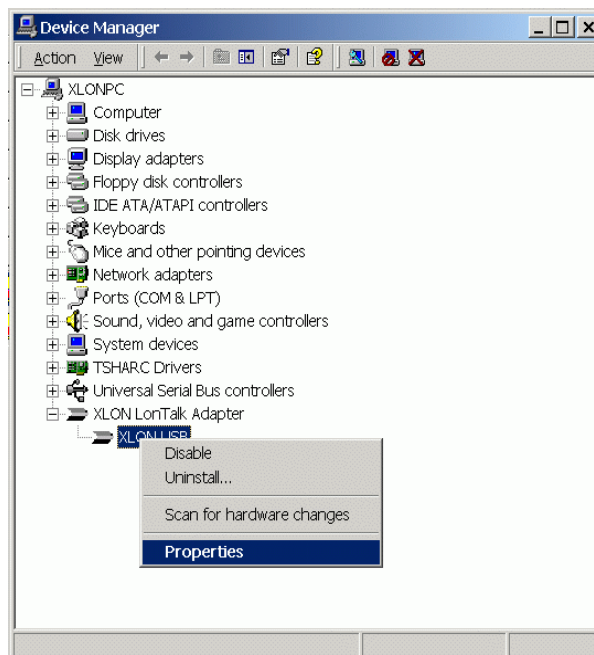 Device Manager
Action View
XLONPC
Computer
Disk drives
Display adapters
Floppy disk controllers
IDE ATA/ATAPI controllers
Keyboards
Mice and other pointing devices
Network adapters
Ports (COM & LPT)
Sound, video and game controllers
System devices
TSHARC Drivers
Universal Serial Bus controllers
XLON LonTalk Adapter
XLON USB
Disable
Uninstall...
Scan for hardware changes
Properties